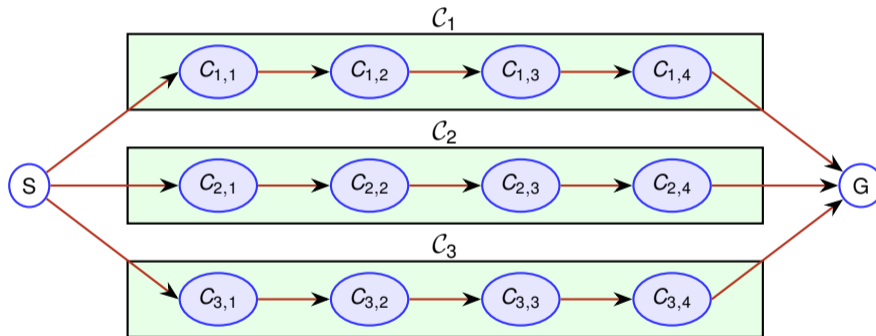 𝒞₁
C₁,₁ C₁,₂ C₁,₃ C₁,₄
𝒞₂
S C₂,₁ C₂,₂ C₂,₃ C₂,₄ G
𝒞₃
C₃,₁ C₃,₂ C₃,₃ C₃,₄